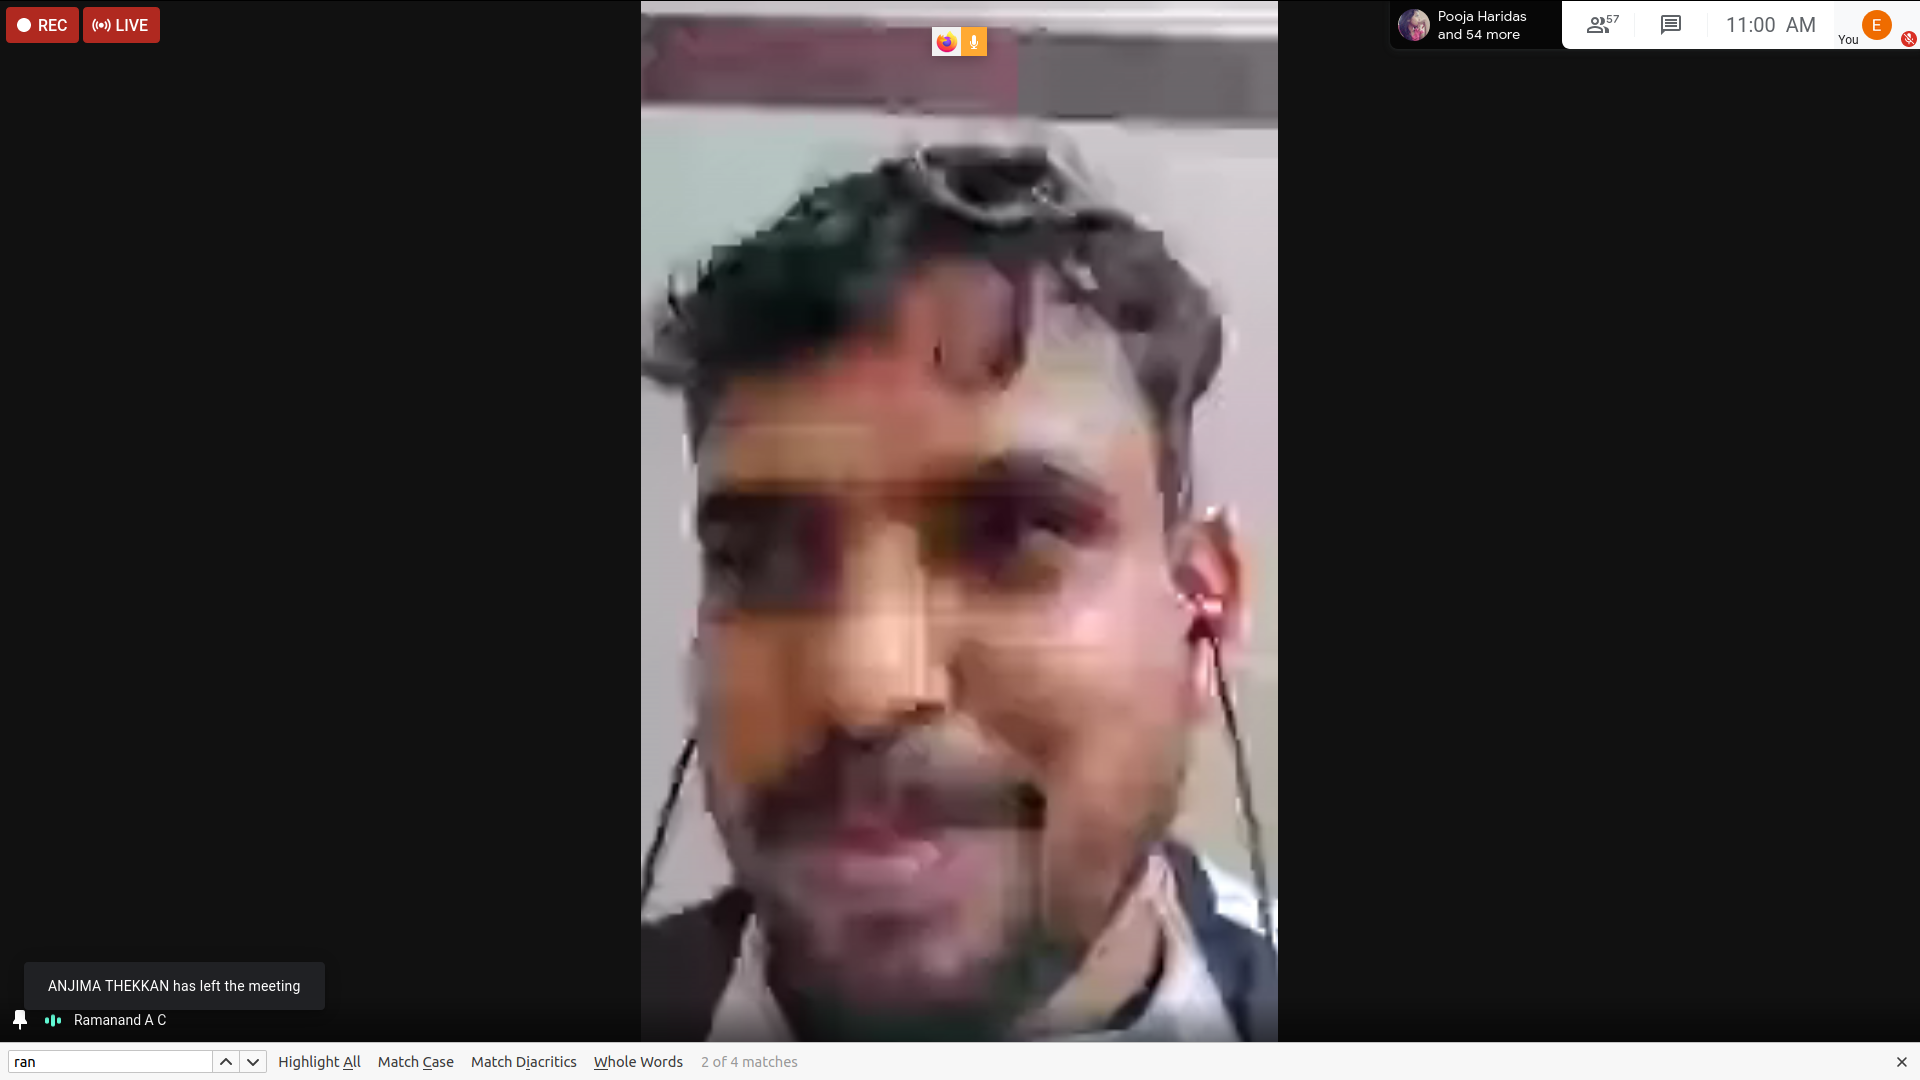 REC
LIVE
Pooja Haridas
and 54 more
57
11:00 AM
You
E
ANJIMA THEKKAN has left the meeting
Ramanand A C
ran
Highlight All
Match Case
Match Diacritics
Whole Words
2 of 4 matches